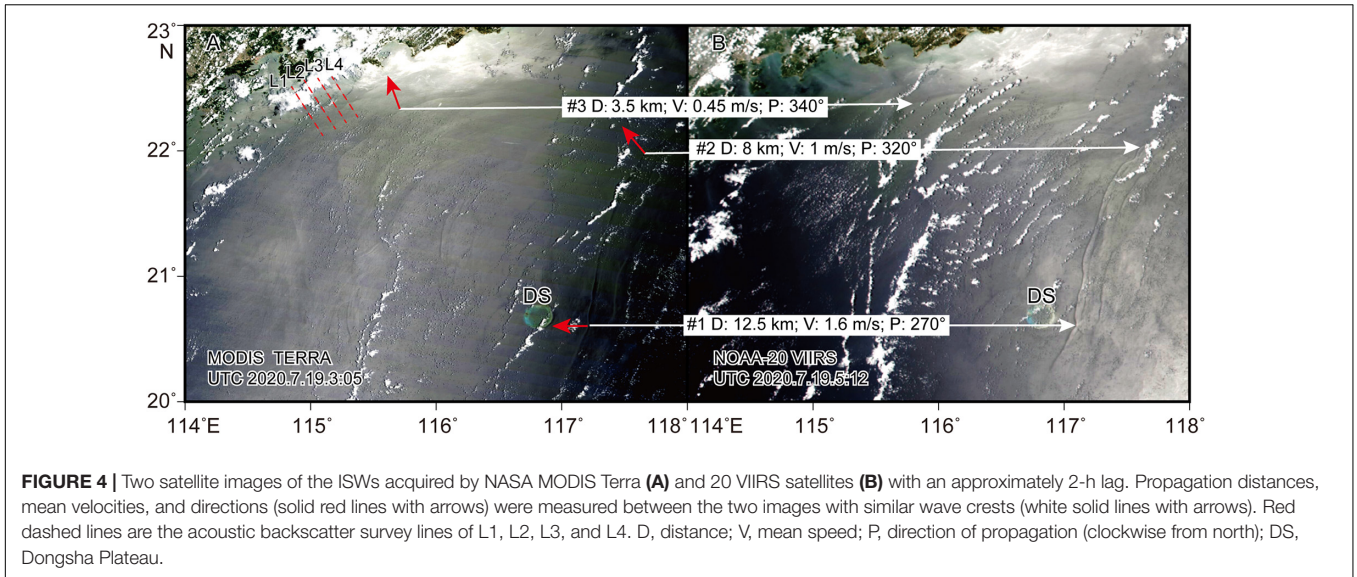 23°
N
A
B
L1 L2 L3 L4
#3 D: 3.5 km; V: 0.45 m/s; P: 340°
22°
#2 D: 8 km; V: 1 m/s; P: 320°
21°
DS
DS
#1 D: 12.5 km; V: 1.6 m/s; P: 270°
MODIS TERRA
UTC 2020.7.19.3:05
NOAA-20 VIIRS
UTC 2020.7.19.5:12
20°
114°E 115° 116° 117° 118° 114°E 115° 116° 117° 118°
FIGURE 4 | Two satellite images of the ISWs acquired by NASA MODIS Terra (A) and 20 VIIRS satellites (B) with an approximately 2-h lag. Propagation distances,
mean velocities, and directions (solid red lines with arrows) were measured between the two images with similar wave crests (white solid lines with arrows). Red
dashed lines are the acoustic backscatter survey lines of L1, L2, L3, and L4. D, distance; V, mean speed; P, direction of propagation (clockwise from north); DS,
Dongsha Plateau.